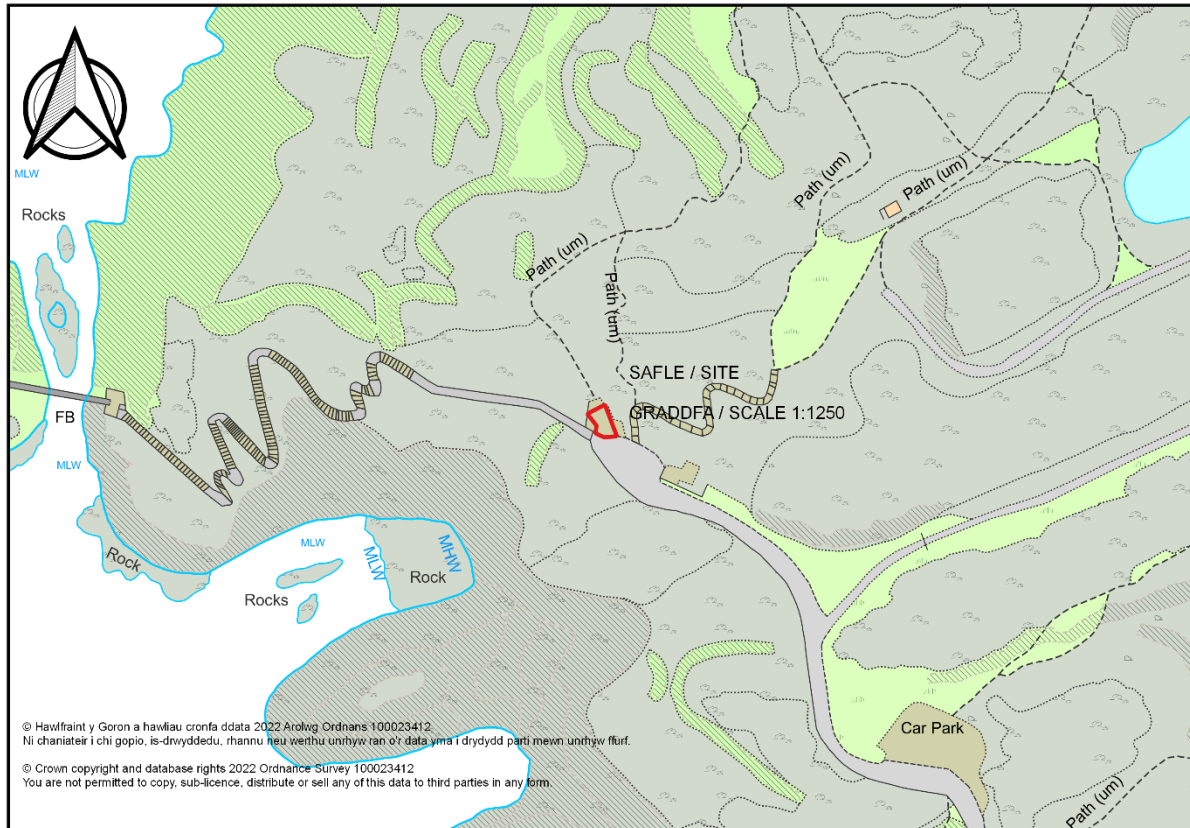 MLW
Rocks
Path (um)
Path (um)
Path (um)
Path (um)
SAFLE / SITE
GRADDFA / SCALE 1:1250
FB
MLW
Rock
MLW
MLW
MHW
Rock
Rocks
Car Park
Path (um)
© Hawlfraint y Goron a hawliau cronfa ddata 2022 Arolwg Ordnans 100023412
Ni chaniateir i chi gopio, is-drwyddedu, rhannu neu werthu unrhyw ran o'r data yma i drydydd parti mewn unrhyw ffurf.
© Crown copyright and database rights 2022 Ordnance Survey 100023412
You are not permitted to copy, sub-licence, distribute or sell any of this data to third parties in any form.